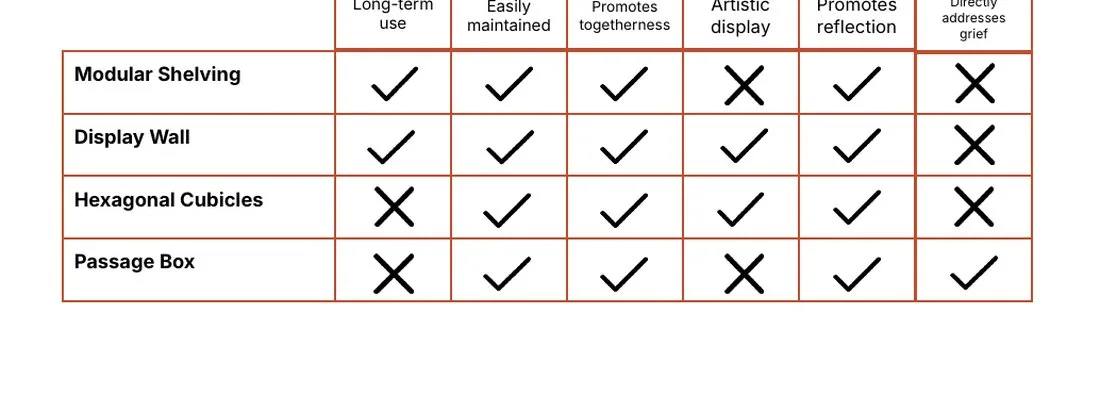 Long-term
use
Easily
maintained
Promotes
togetherness
Artistic
display
Promotes
reflection
Directly
addresses
grief
Modular Shelving
Display Wall
Hexagonal Cubicles
Passage Box